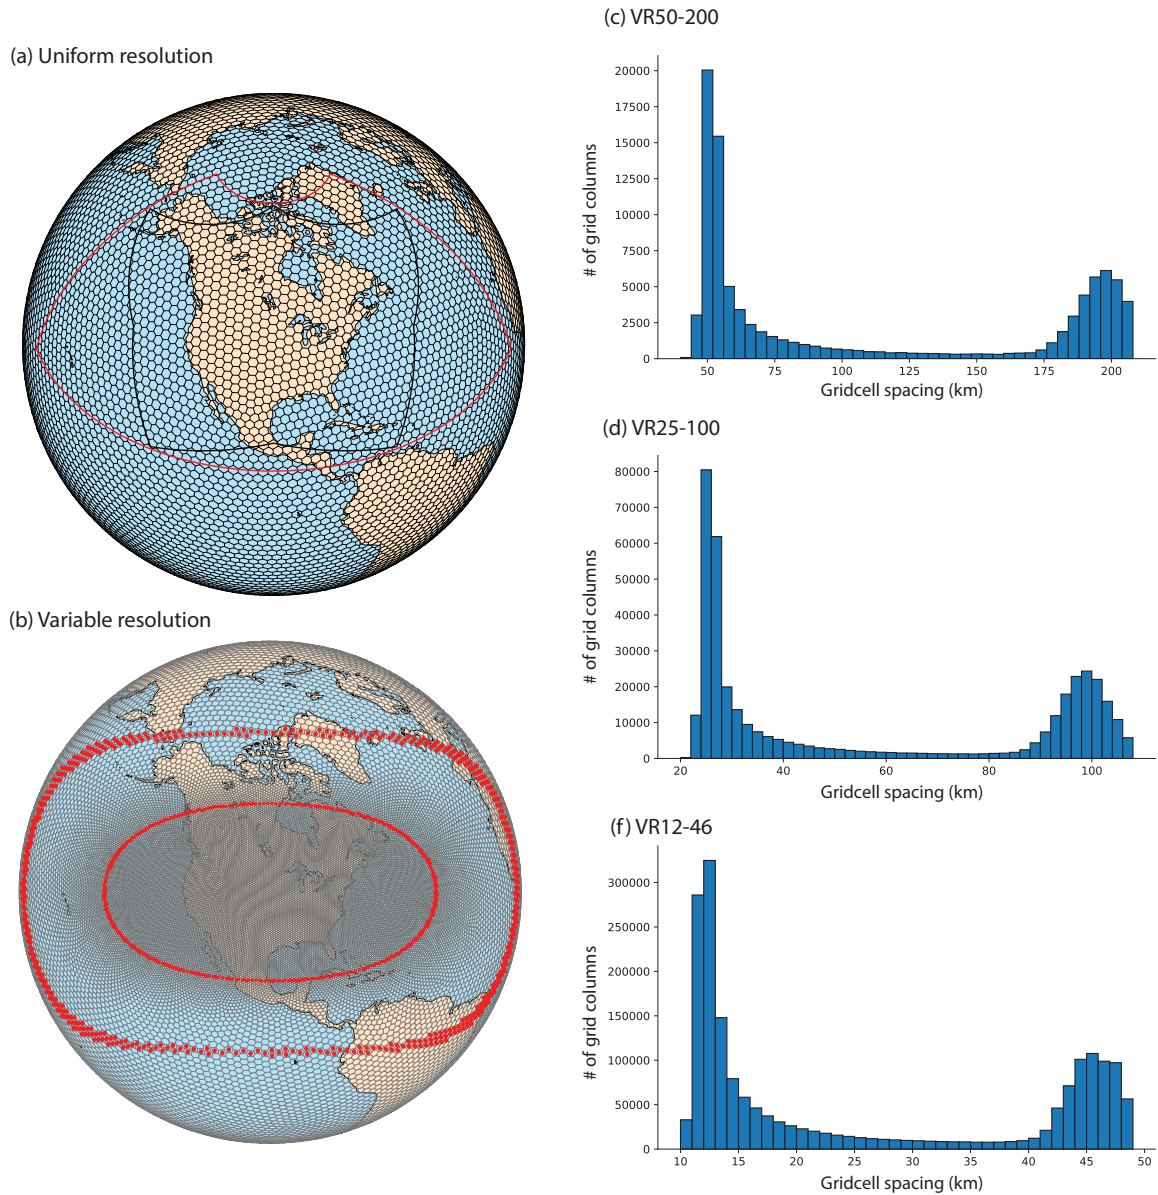 (a) Uniform resolution
(b) Variable resolution
(c) VR50-200
# of grid columns
20000
17500
15000
12500
10000
7500
5000
2500
0
50 75 100 125 150 175 200
Gridcell spacing (km)
(d) VR25-100
# of grid columns
80000
70000
60000
50000
40000
30000
20000
10000
0
20 40 60 80 100
Gridcell spacing (km)
(f) VR12-46
# of grid columns
300000
250000
200000
150000
100000
50000
0
10 15 20 25 30 35 40 45 50
Gridcell spacing (km)